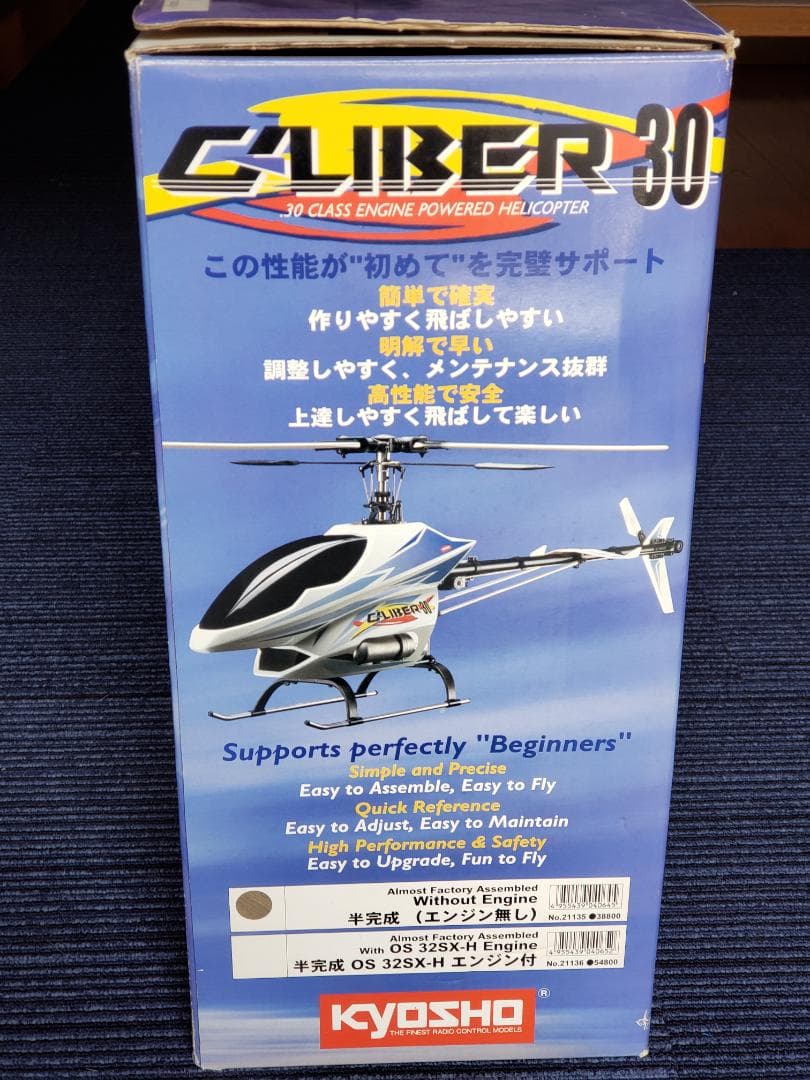 CALIBER 30
.30 CLASS ENGINE POWERED HELICOPTER
この性能が"初めて"を完璧サポート
簡単で確実
作りやすく飛ばしやすい
明解で早い
調整しやすく、メンテナンス抜群
高性能で安全
上達しやすく飛ばして楽しい
CALIBER 30
Supports perfectly "Beginners"
Simple and Precise
Easy to Assemble, Easy to Fly
Quick Reference
Easy to Adjust, Easy to Maintain
High Performance & Safety
Easy to Upgrade, Fun to Fly
Almost Factory Assembled
Without Engine
半完成 (エンジン無し)
4 955439 040645
No.21135 ●38800
Almost Factory Assembled
With OS 32SX-H Engine
半完成 OS 32SX-H エンジン付
4 955439 040652
No.21136 ●54800
KYOSHO®
THE FINEST RADIO CONTROL MODELS